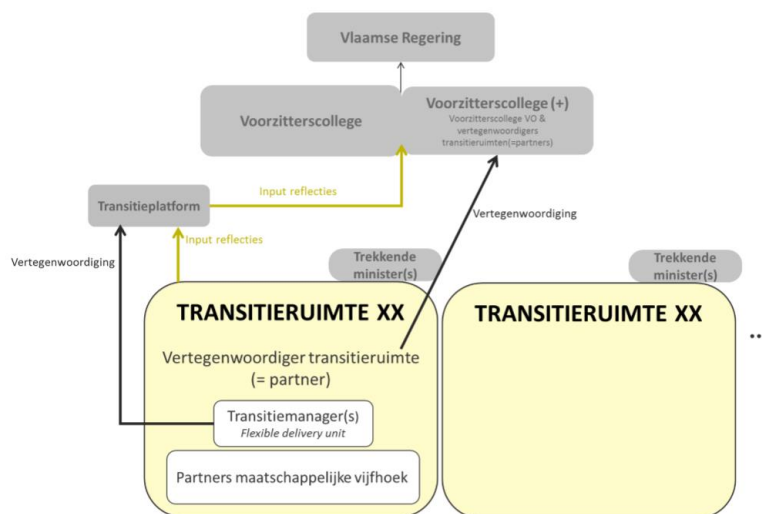 Vlaamse Regering
Voorzitterscollege
Voorzitterscollege (+)
Voorzitterscollege VO &
vertegenwoordigers
transitieruimten(=partners)
Input reflecties
Transitieplatform
Vertegenwoordiging
Input reflecties
Vertegenwoordiging
Trekkende
minister(s)
Trekkende
minister(s)
TRANSITIERUIMTE XX
TRANSITIERUIMTE XX
Vertegenwoordiger transitieruimte
(= partner)
Transitiemanager(s)
Flexible delivery unit
Partners maatschappelijke vijfhoek
..